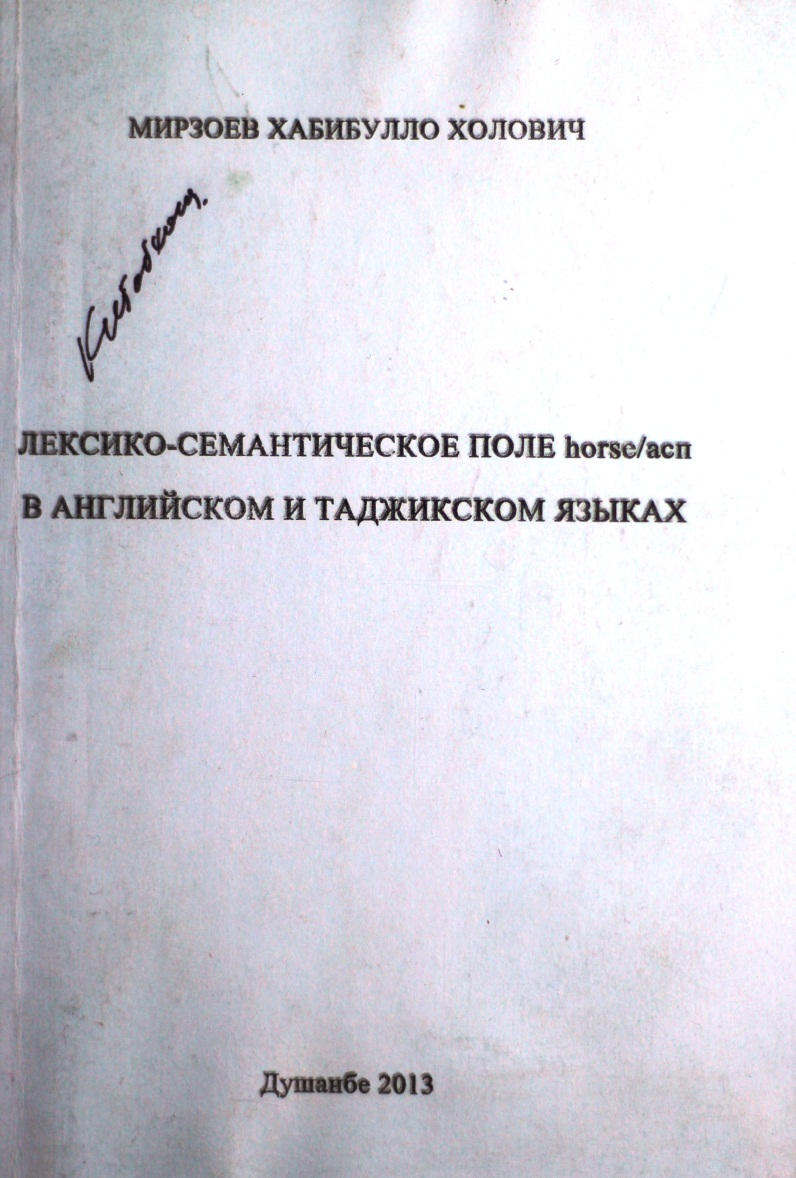 МИРЗОЕВ ХАБИБУЛЛО ХОЛОВИЧ
ЛЕКСИКО-СЕМАНТИЧЕСКОЕ ПОЛЕ horse/асп
В АНГЛИЙСКОМ И ТАДЖИКСКОМ ЯЗЫКАХ
Душанбе 2013